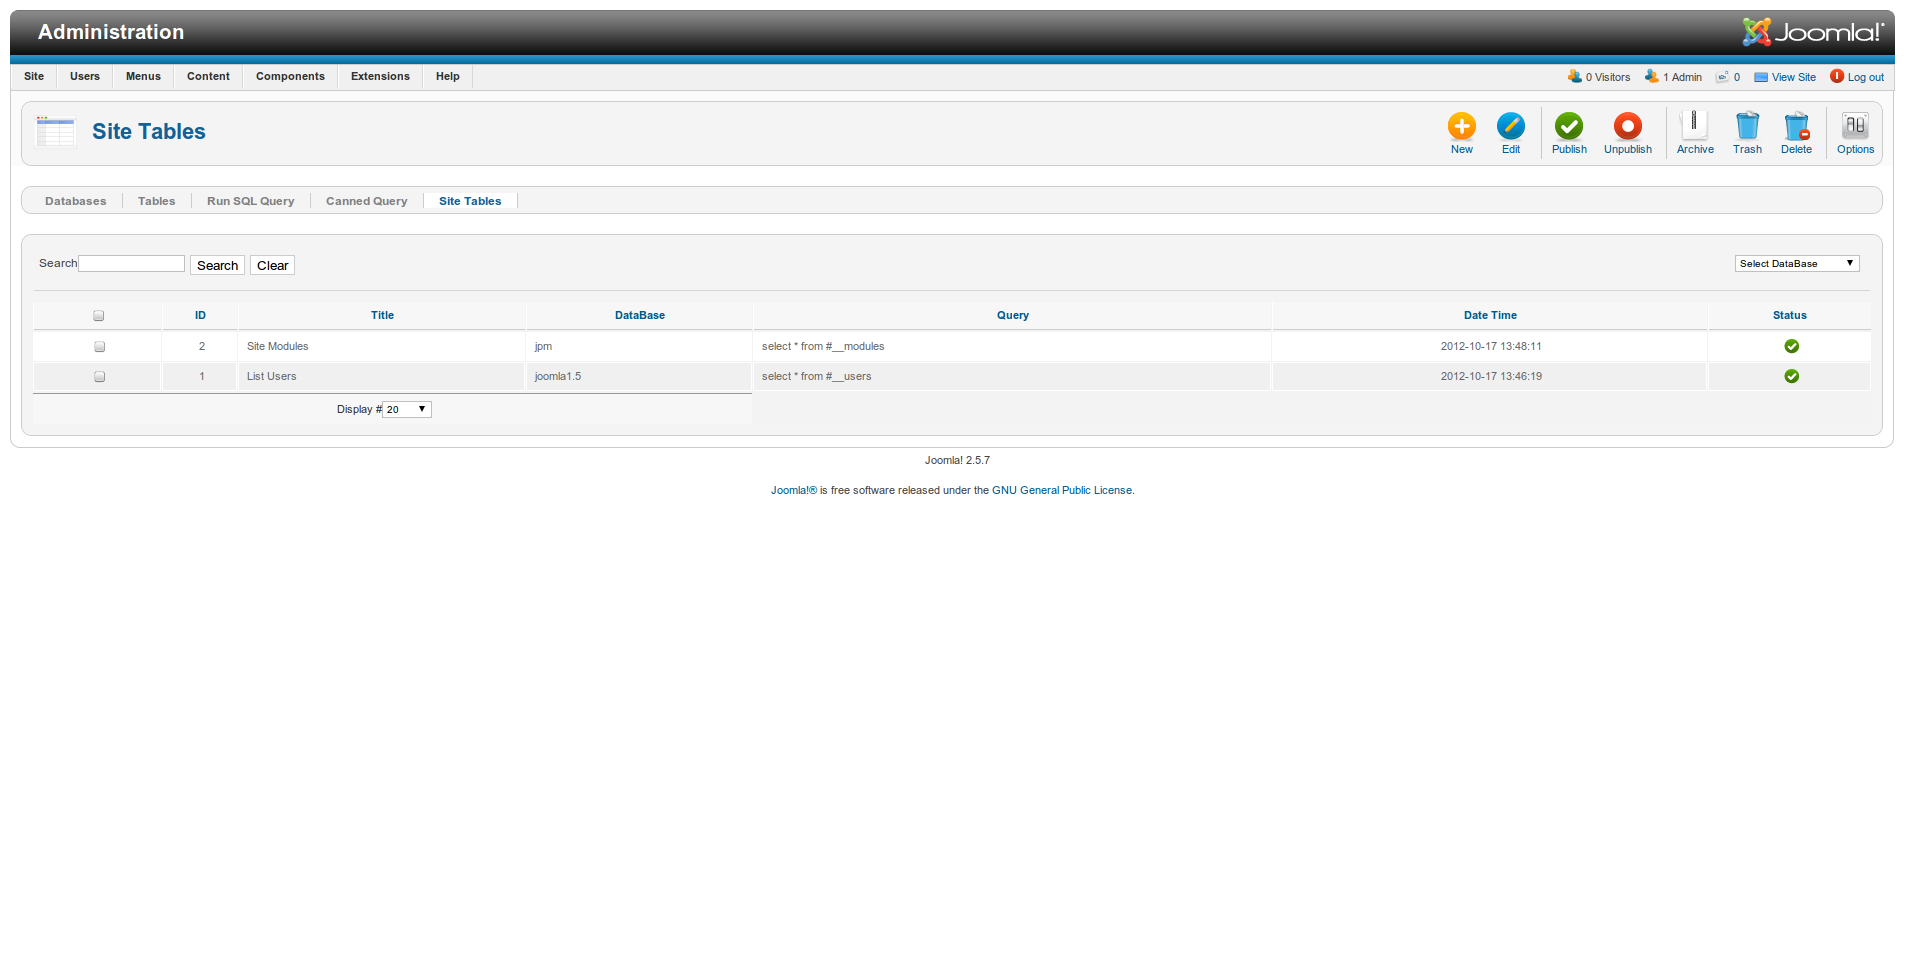 Administration
Joomla!
Site Users Menus Content Components Extensions Help
0 Visitors 1 Admin 0 View Site Log out
Site Tables
New Edit Publish Unpublish Archive Trash Delete Options
Databases Tables Run SQL Query Canned Query Site Tables
Search Search Clear Select DataBase
ID Title DataBase Query Date Time Status
2 Site Modules jpm select * from #__modules 2012-10-17 13:48:11
1 List Users joomla1.5 select * from #__users 2012-10-17 13:46:19
Display # 20
Joomla! 2.5.7
Joomla!® is free software released under the GNU General Public License.